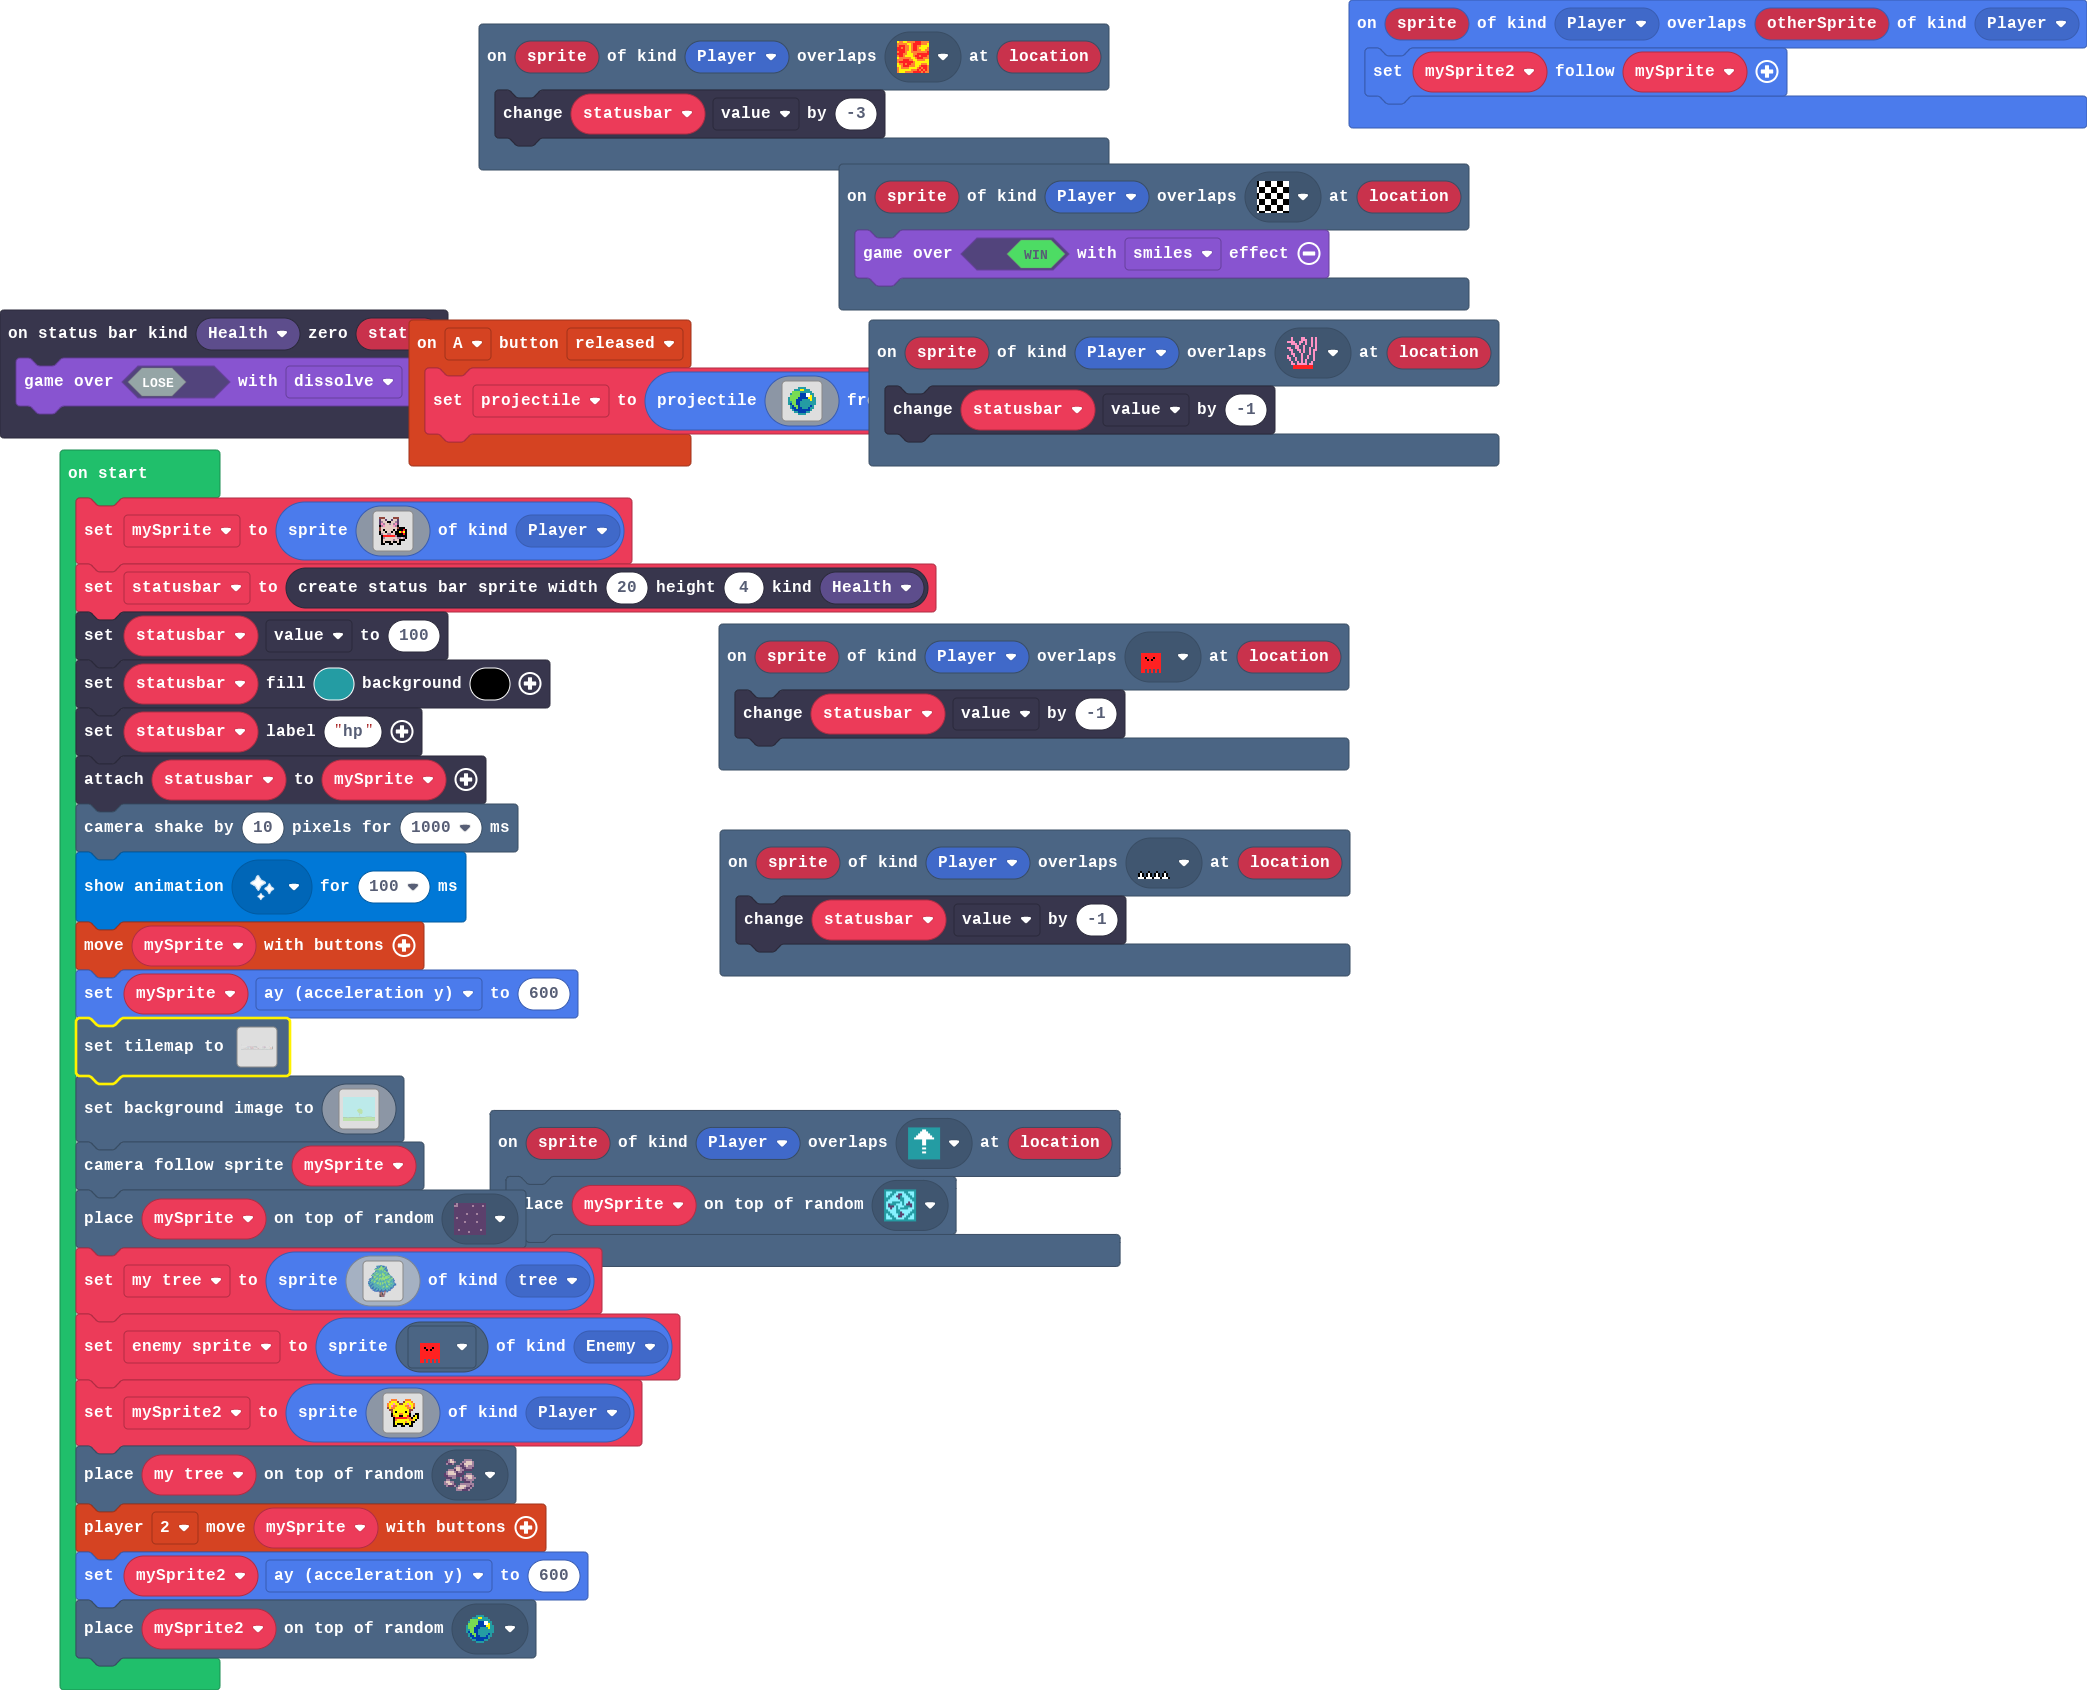 on sprite of kind Player overlaps at location
change statusbar value by -3
on sprite of kind Player overlaps otherSprite of kind Player
set mySprite2 follow mySprite
on sprite of kind Player overlaps at location
game over WIN with smiles effect
on status bar kind Health zero
game over LOSE with dissolve
on A button released
set projectile to projectile
on sprite of kind Player overlaps at location
change statusbar value by -1
on start
set mySprite to sprite of kind Player
set statusbar to create status bar sprite width 20 height 4 kind Health
set statusbar value to 100
set statusbar fill background
set statusbar label "hp"
attach statusbar to mySprite
camera shake by 10 pixels for 1000 ms
show animation for 100 ms
move mySprite with buttons
set mySprite ay (acceleration y) to 600
set tilemap to
set background image to
camera follow sprite mySprite
place mySprite on top of random
set my tree to sprite of kind tree
set enemy sprite to sprite of kind Enemy
set mySprite2 to sprite of kind Player
place my tree on top of random
player 2 move mySprite with buttons
set mySprite2 ay (acceleration y) to 600
place mySprite2 on top of random
on sprite of kind Player overlaps at location
change statusbar value by -1
on sprite of kind Player overlaps at location
change statusbar value by -1
on sprite of kind Player overlaps at location
lace mySprite on top of random